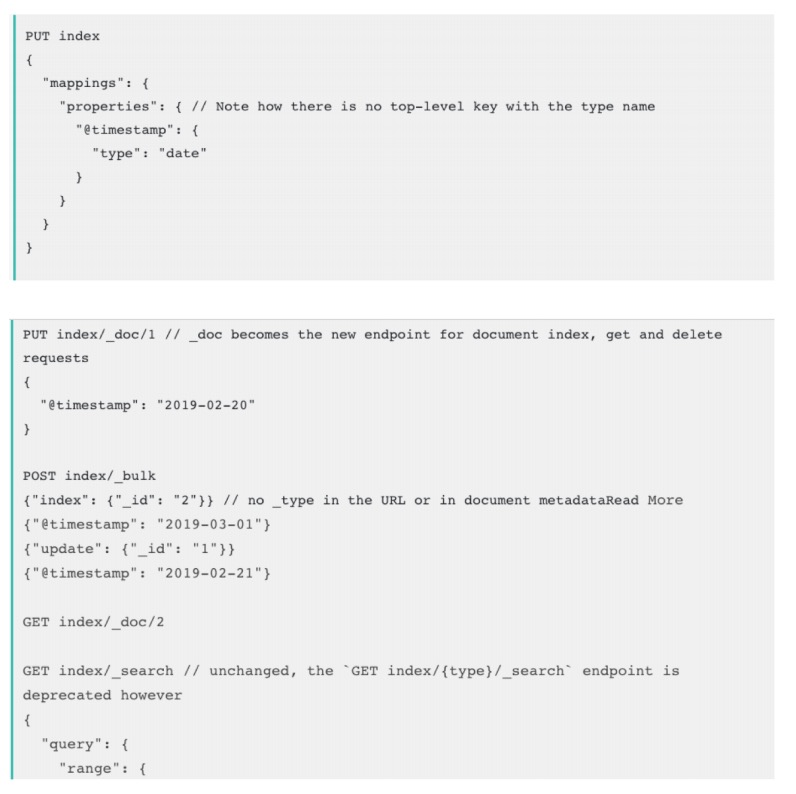 PUT index
{
  "mappings": {
    "properties": { // Note how there is no top-level key with the type name
      "@timestamp": {
        "type": "date"
      }
    }
  }
}
PUT index/_doc/1 // _doc becomes the new endpoint for document index, get and delete
requests
{
  "@timestamp": "2019-02-20"
}
POST index/_bulk
{"index": {"_id": "2"}} // no _type in the URL or in document metadataRead More
{"@timestamp": "2019-03-01"}
{"update": {"_id": "1"}}
{"@timestamp": "2019-02-21"}
GET index/_doc/2
GET index/_search // unchanged, the `GET index/{type}/_search` endpoint is
deprecated however
{
  "query": {
    "range": {